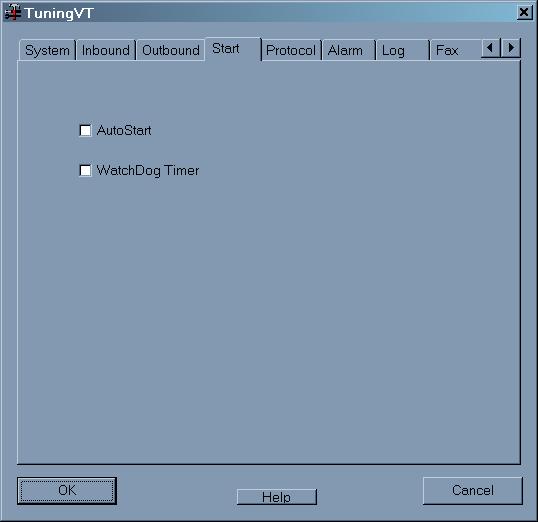 TuningVT
System Inbound Outbound Start Protocol Alarm Log Fax
AutoStart
WatchDog Timer
OK Help Cancel